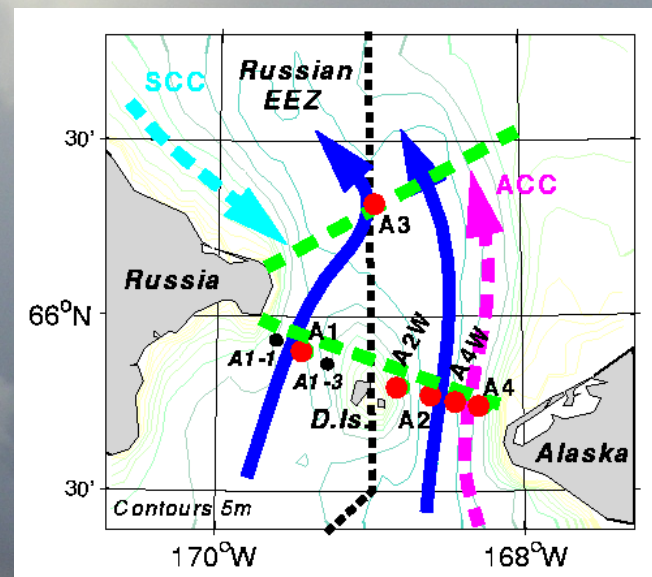 SCC
Russian
EEZ
30'
ACC
A3
Russia
66°N
A1
A2W
A4W
A1-1
A1-3
A4
D.Is.
A2
Alaska
30'
Contours 5m
170°W
168°W